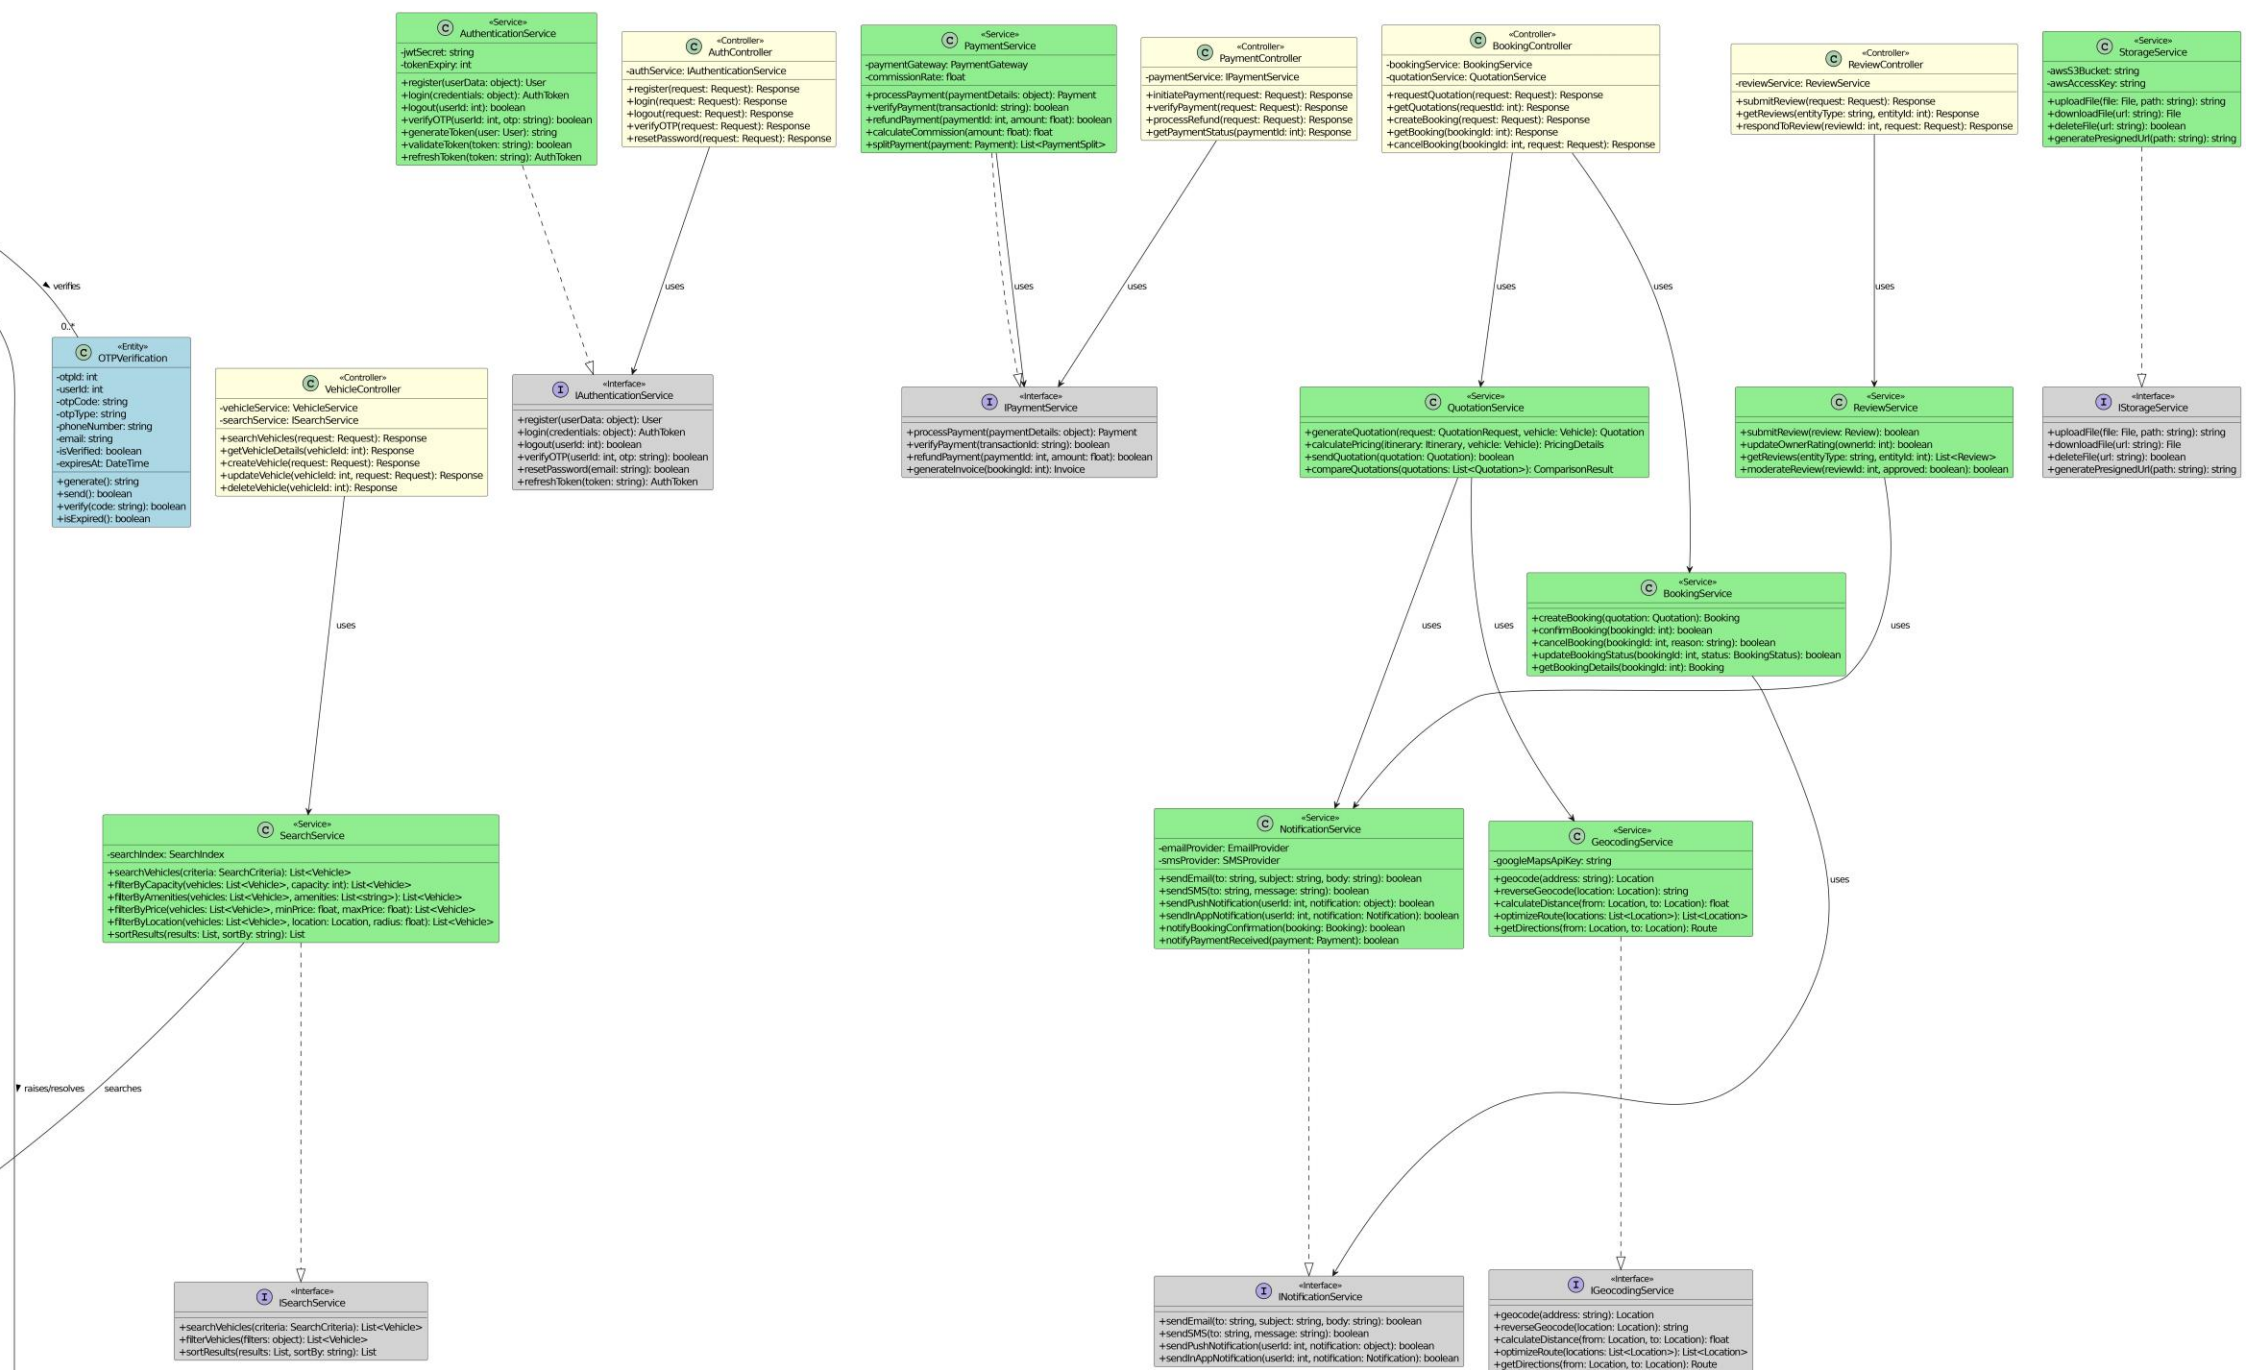 «Service»
C
AuthenticationService
-jwtSecret: string
-tokenExpiry: int
+register(userData: object): User
+login(credentials: object): AuthToken
+logout(userId: int): boolean
+verifyOTP(userId: int, otp: string): boolean
+generateToken(user: User): string
+validateToken(token: string): boolean
+refreshToken(token: string): AuthToken
«Controller»
C
AuthController
-authService: IAuthenticationService
+register(request: Request): Response
+login(request: Request): Response
+logout(request: Request): Response
+verifyOTP(request: Request): Response
+resetPassword(request: Request): Response
«Service»
C
PaymentService
-paymentGateway: PaymentGateway
-commissionRate: float
+processPayment(paymentDetails: object): Payment
+verifyPayment(transactionId: string): boolean
+refundPayment(paymentId: int, amount: float): boolean
+calculateCommission(amount: float): float
+splitPayment(payment: Payment): List<PaymentSplit>
«Controller»
C
PaymentController
-paymentService: IPaymentService
+initiatePayment(request: Request): Response
+verifyPayment(request: Request): Response
+processRefund(request: Request): Response
+getPaymentStatus(paymentId: int): Response
«Controller»
C
BookingController
-bookingService: BookingService
-quotationService: QuotationService
+requestQuotation(request: Request): Response
+getQuotations(requestId: int): Response
+createBooking(request: Request): Response
+getBooking(bookingId: int): Response
+cancelBooking(bookingId: int, request: Request): Response
«Controller»
C
ReviewController
-reviewService: ReviewService
+submitReview(request: Request): Response
+getReviews(entityType: string, entityId: int): Response
+respondToReview(reviewId: int, request: Request): Response
«Service»
C
StorageService
-awsS3Bucket: string
-awsAccessKey: string
+uploadFile(file: File, path: string): string
+downloadFile(url: string): File
+deleteFile(url: string): boolean
+generatePresignedUrl(path: string): string
verifies
0..*
uses
uses
uses
uses
uses
uses
«Entity»
C
OTPVerification
-otpId: int
-userId: int
-otpCode: string
-otpType: string
-phoneNumber: string
-email: string
-isVerified: boolean
-expiresAt: DateTime
+generate(): string
+send(): boolean
+verify(code: string): boolean
+isExpired(): boolean
«Controller»
C
VehicleController
-vehicleService: VehicleService
-searchService: ISearchService
+searchVehicles(request: Request): Response
+getVehicleDetails(vehicleId: int): Response
+createVehicle(request: Request): Response
+updateVehicle(vehicleId: int, request: Request): Response
+deleteVehicle(vehicleId: int): Response
«Interface»
I
IAuthenticationService
+register(userData: object): User
+login(credentials: object): AuthToken
+logout(userId: int): boolean
+verifyOTP(userId: int, otp: string): boolean
+resetPassword(email: string): boolean
+refreshToken(token: string): AuthToken
«Interface»
I
IPaymentService
+processPayment(paymentDetails: object): Payment
+verifyPayment(transactionId: string): boolean
+refundPayment(paymentId: int, amount: float): boolean
+generateInvoice(bookingId: int): Invoice
«Service»
C
QuotationService
+generateQuotation(request: QuotationRequest, vehicle: Vehicle): Quotation
+calculatePricing(itinerary: Itinerary, vehicle: Vehicle): PricingDetails
+sendQuotation(quotation: Quotation): boolean
+compareQuotations(quotations: List<Quotation>): ComparisonResult
«Service»
C
ReviewService
+submitReview(review: Review): boolean
+updateOwnerRating(ownerId: int): boolean
+getReviews(entityType: string, entityId: int): List<Review>
+moderateReview(reviewId: int, approved: boolean): boolean
«Interface»
I
IStorageService
+uploadFile(file: File, path: string): string
+downloadFile(url: string): File
+deleteFile(url: string): boolean
+generatePresignedUrl(path: string): string
«Service»
C
BookingService
+createBooking(quotation: Quotation): Booking
+confirmBooking(bookingId: int): boolean
+cancelBooking(bookingId: int, reason: string): boolean
+updateBookingStatus(bookingId: int, status: BookingStatus): boolean
+getBookingDetails(bookingId: int): Booking
uses
uses
uses
uses
«Service»
C
SearchService
-searchIndex: SearchIndex
+searchVehicles(criteria: SearchCriteria): List<Vehicle>
+filterByCapacity(vehicles: List<Vehicle>, capacity: int): List<Vehicle>
+filterByAmenities(vehicles: List<Vehicle>, amenities: List<string>): List<Vehicle>
+filterByPrice(vehicles: List<Vehicle>, minPrice: float, maxPrice: float): List<Vehicle>
+filterByLocation(vehicles: List<Vehicle>, location: Location, radius: float): List<Vehicle>
+sortResults(results: List, sortBy: string): List
«Service»
C
NotificationService
-emailProvider: EmailProvider
-smsProvider: SMSProvider
+sendEmail(to: string, subject: string, body: string): boolean
+sendSMS(to: string, message: string): boolean
+sendPushNotification(userId: int, notification: object): boolean
+sendInAppNotification(userId: int, notification: Notification): boolean
+notifyBookingConfirmation(booking: Booking): boolean
+notifyPaymentReceived(payment: Payment): boolean
«Service»
C
GeocodingService
-googleMapsApiKey: string
+geocode(address: string): Location
+reverseGeocode(location: Location): string
+calculateDistance(from: Location, to: Location): float
+optimizeRoute(locations: List<Location>): List<Location>
+getDirections(from: Location, to: Location): Route
uses
raises/resolves
searches
«Interface»
I
ISearchService
+searchVehicles(criteria: SearchCriteria): List<Vehicle>
+filterVehicles(filters: object): List<Vehicle>
+sortResults(results: List, sortBy: string): List
«Interface»
I
INotificationService
+sendEmail(to: string, subject: string, body: string): boolean
+sendSMS(to: string, message: string): boolean
+sendPushNotification(userId: int, notification: object): boolean
+sendInAppNotification(userId: int, notification: Notification): boolean
«Interface»
I
IGeocodingService
+geocode(address: string): Location
+reverseGeocode(location: Location): string
+calculateDistance(from: Location, to: Location): float
+optimizeRoute(locations: List<Location>): List<Location>
+getDirections(from: Location, to: Location): Route